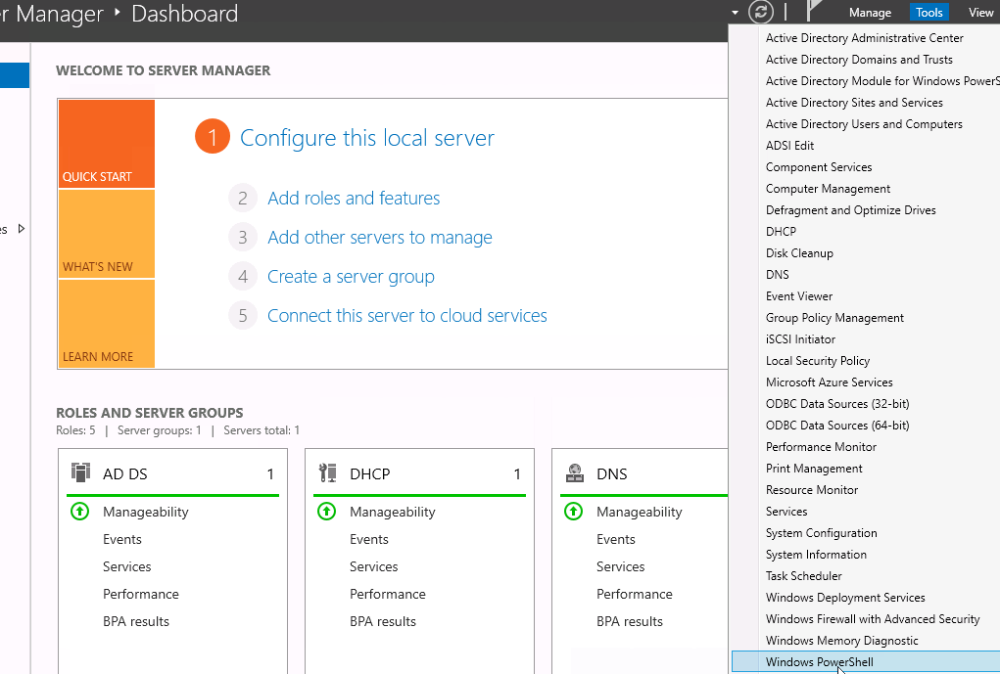 r Manager ‣ Dashboard
Manage Tools View
WELCOME TO SERVER MANAGER
QUICK START
WHAT'S NEW
LEARN MORE
1 Configure this local server
2 Add roles and features
3 Add other servers to manage
4 Create a server group
5 Connect this server to cloud services
es
ROLES AND SERVER GROUPS
Roles: 5 | Server groups: 1 | Servers total: 1
AD DS 1
Manageability
Events
Services
Performance
BPA results
DHCP 1
Manageability
Events
Services
Performance
BPA results
DNS
Manageability
Events
Services
Performance
BPA results
Active Directory Administrative Center
Active Directory Domains and Trusts
Active Directory Module for Windows PowerS
Active Directory Sites and Services
Active Directory Users and Computers
ADSI Edit
Component Services
Computer Management
Defragment and Optimize Drives
DHCP
Disk Cleanup
DNS
Event Viewer
Group Policy Management
iSCSI Initiator
Local Security Policy
Microsoft Azure Services
ODBC Data Sources (32-bit)
ODBC Data Sources (64-bit)
Performance Monitor
Print Management
Resource Monitor
Services
System Configuration
System Information
Task Scheduler
Windows Deployment Services
Windows Firewall with Advanced Security
Windows Memory Diagnostic
Windows PowerShell